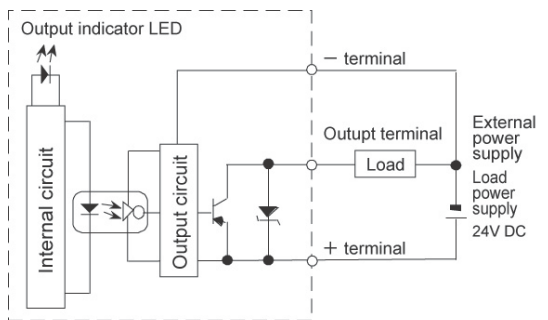 Output indicator LED
− terminal
Outupt terminal
External
power
supply
Load
Load
power
supply
24V DC
+ terminal
Internal circuit
Output circuit